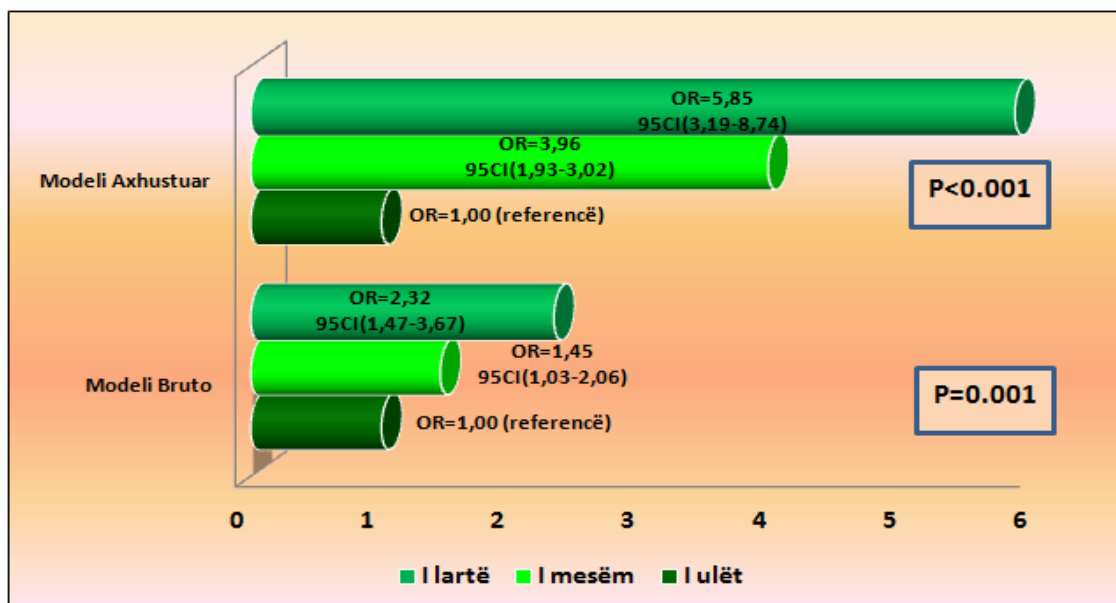 OR=5,85
95CI(3,19-8,74)
OR=3,96
95CI(1,93-3,02)
Modeli Axhustuar
P<0.001
OR=1,00 (referencë)
OR=2,32
95CI(1,47-3,67)
OR=1,45
95CI(1,03-2,06)
Modeli Bruto
P=0.001
OR=1,00 (referencë)
0 1 2 3 4 5 6
I lartë I mesëm I ulët